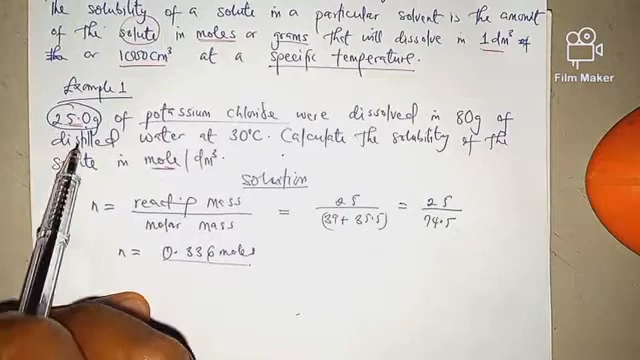 The solubility of a solute in a particular solvent is the amount
of the solute in moles or grams that will dissolve in 1dm³ of
or 1000cm³ at a specific temperature.
Example 1
25.0g of potassium chloride were dissolved in 80g of
distilled water at 30°C. Calculate the solubility of the
solute in mole/dm³.
Solution
n = reacting mass / molar mass = 25 / (39 + 35.5) = 25 / 74.5
n = 0.336 moles
Film Maker